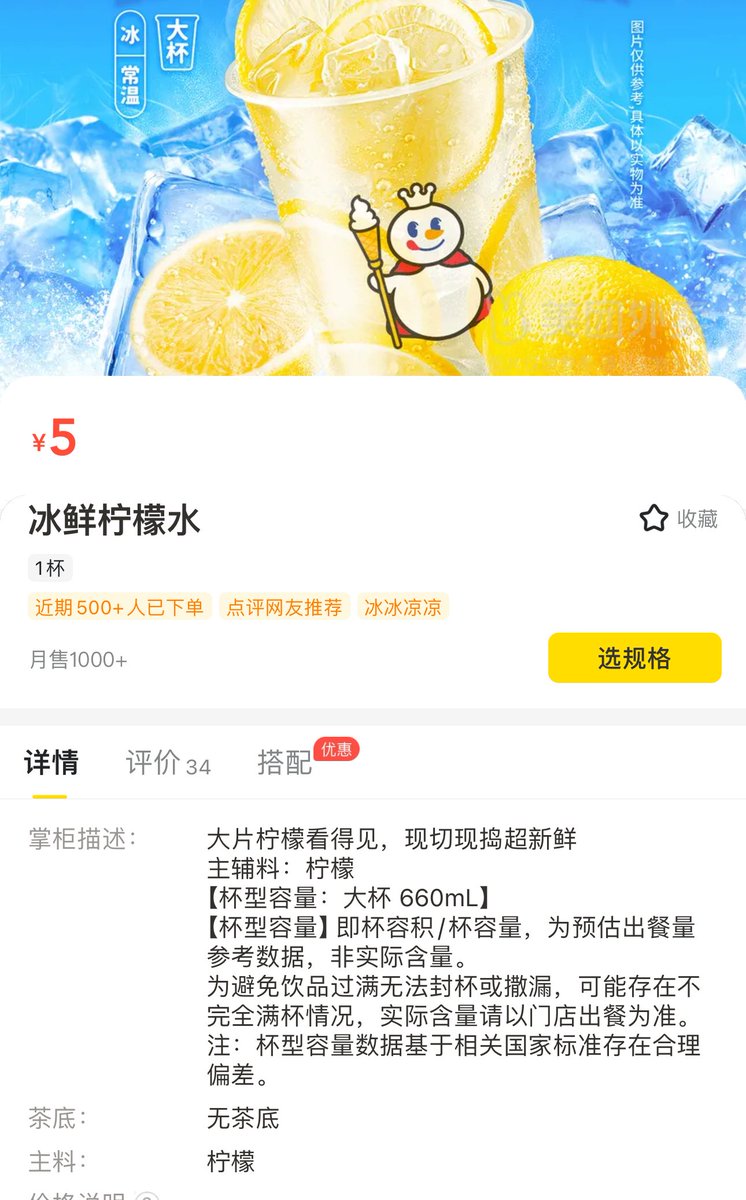 冰
常温
大杯
图片仅供参考,具体以实物为准
¥5
冰鲜柠檬水
收藏
1杯
近期500+人已下单 点评网友推荐 冰冰凉凉
月售1000+
选规格
详情 评价 34 搭配 优惠
掌柜描述：
大片柠檬看得见，现切现捣超新鲜
主辅料：柠檬
【杯型容量：大杯 660mL】
【杯型容量】即杯容积/杯容量，为预估出餐量
参考数据，非实际含量。
为避免饮品过满无法封杯或撒漏，可能存在不
完全满杯情况，实际含量请以门店出餐为准。
注：杯型容量数据基于相关国家标准存在合理
偏差。
茶底： 无茶底
主料： 柠檬
价格说明 ?